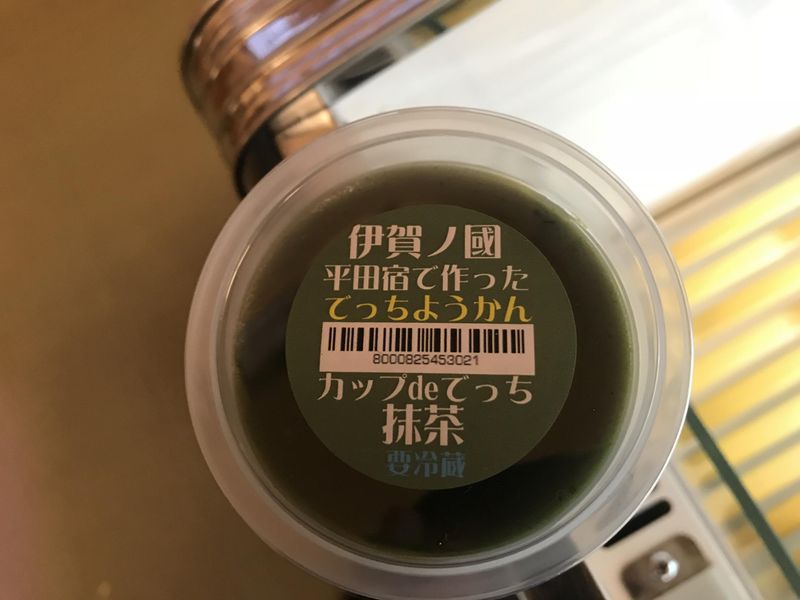 伊賀ノ國
平田宿で作った
でっちようかん
8000825453021
カップdeでっち
抹茶
要冷蔵